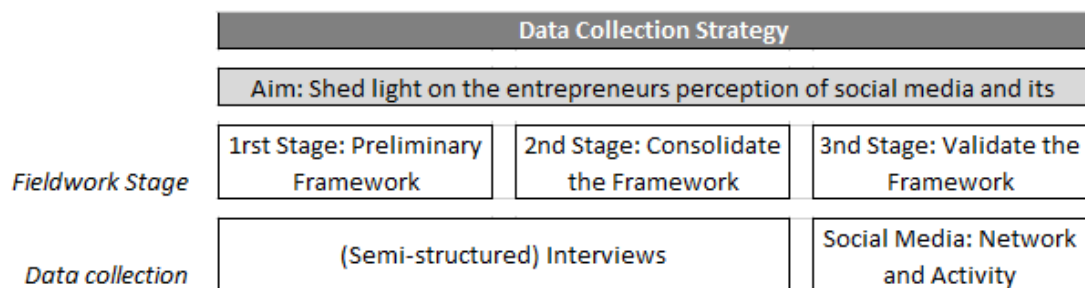 Data Collection Strategy
Aim: Shed light on the entrepreneurs perception of social media and its
1rst Stage: Preliminary
Framework
2nd Stage: Consolidate
the Framework
3nd Stage: Validate the
Framework
Fieldwork Stage
(Semi-structured) Interviews
Social Media: Network
and Activity
Data collection